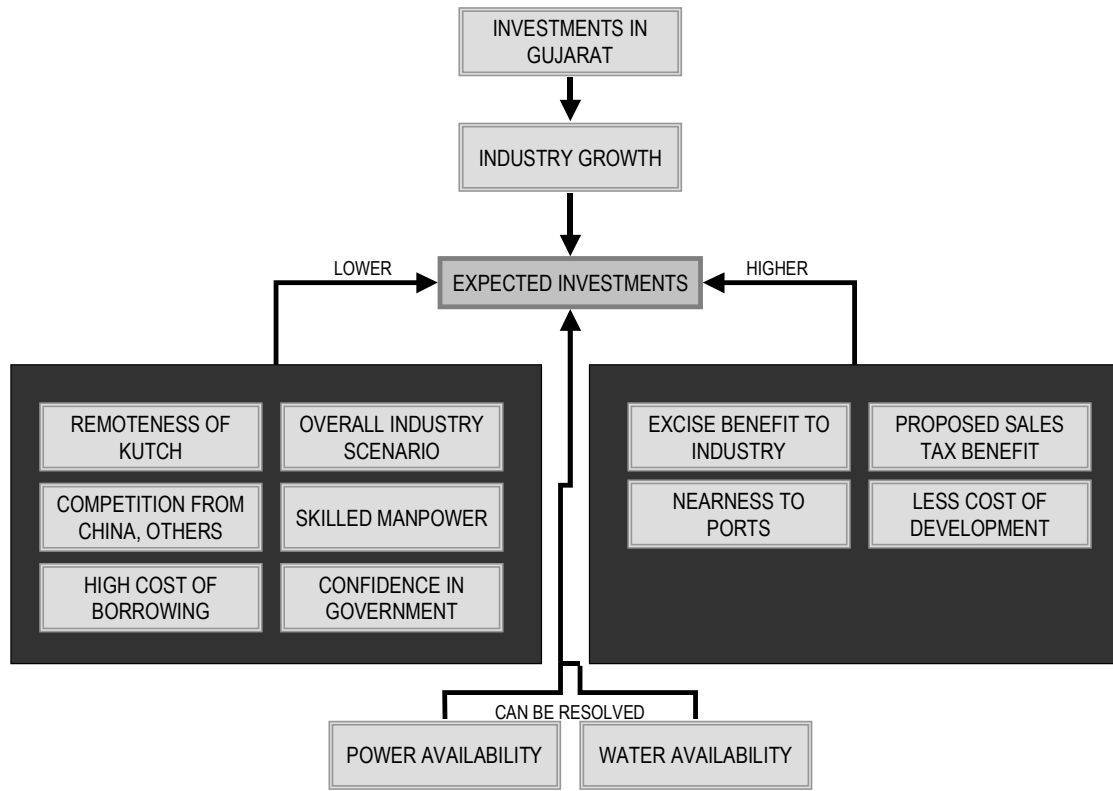 INVESTMENTS IN
GUJARAT
INDUSTRY GROWTH
LOWER
HIGHER
EXPECTED INVESTMENTS
REMOTENESS OF
KUTCH
OVERALL INDUSTRY
SCENARIO
COMPETITION FROM
CHINA, OTHERS
SKILLED MANPOWER
HIGH COST OF
BORROWING
CONFIDENCE IN
GOVERNMENT
EXCISE BENEFIT TO
INDUSTRY
PROPOSED SALES
TAX BENEFIT
NEARNESS TO
PORTS
LESS COST OF
DEVELOPMENT
CAN BE RESOLVED
POWER AVAILABILITY
WATER AVAILABILITY